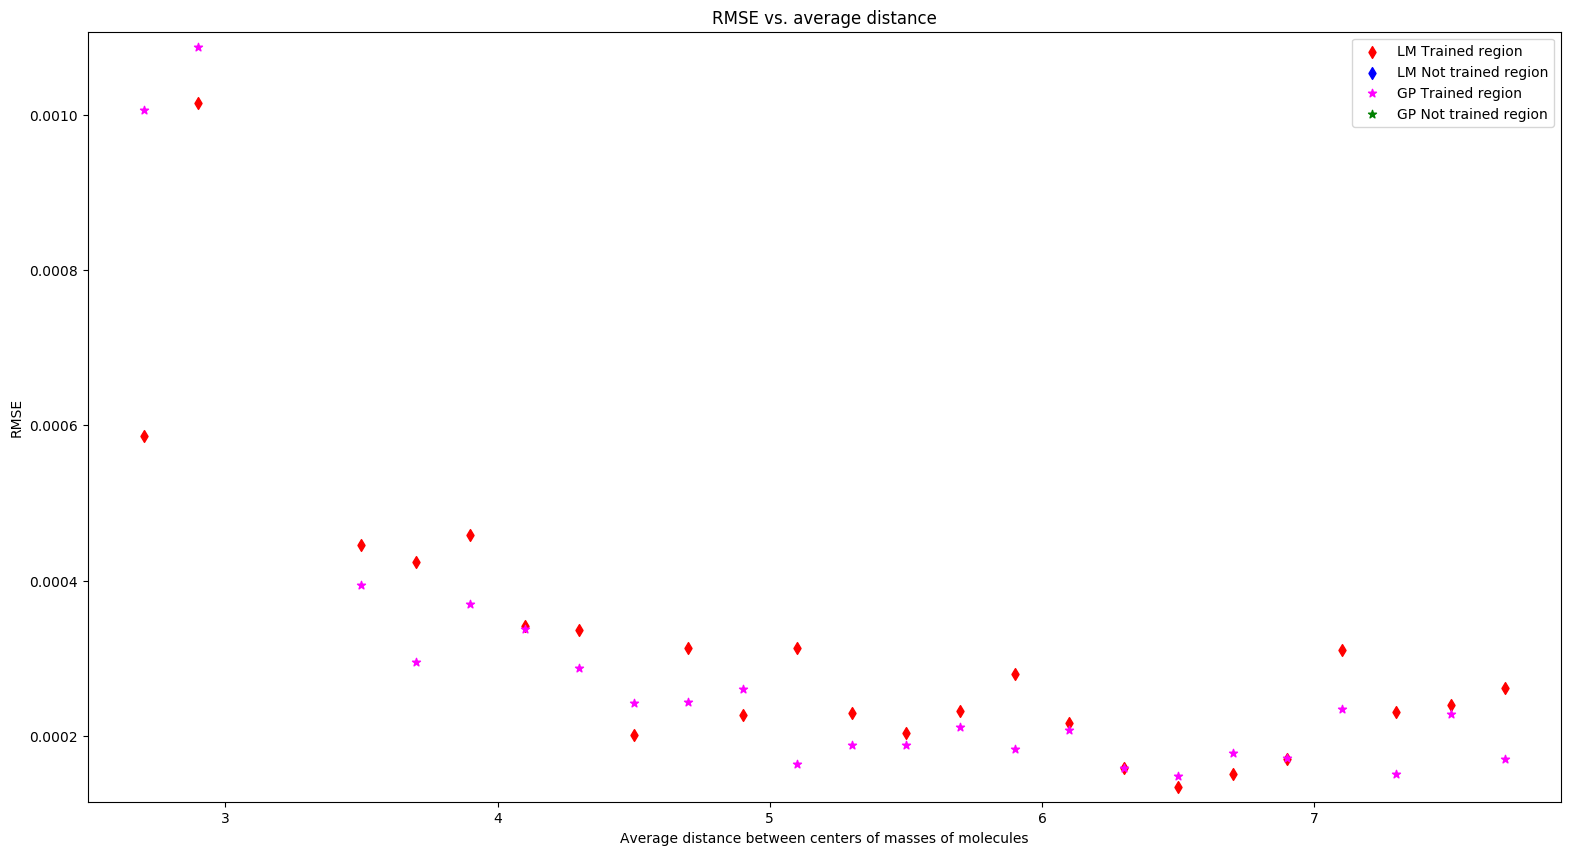 RMSE vs. average distance
LM Trained region
LM Not trained region
GP Trained region
GP Not trained region
0.0010
0.0008
0.0006
0.0004
0.0002
RMSE
3
4
5
6
7
Average distance between centers of masses of molecules